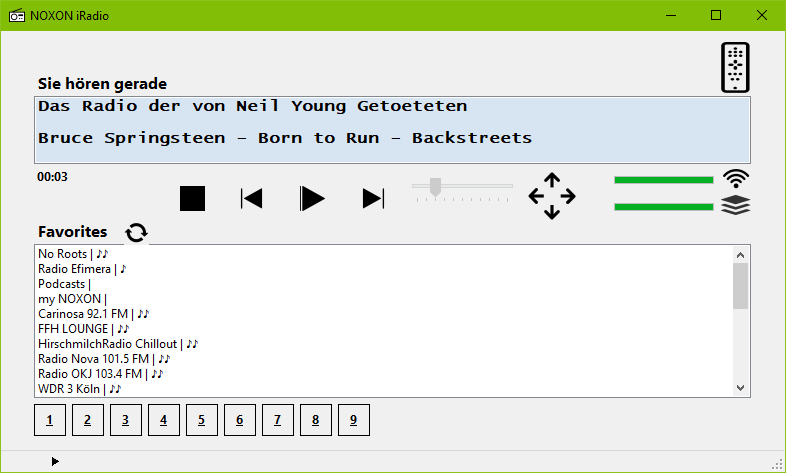 NOXON iRadio
Sie hören gerade
Das Radio der von Neil Young Getoeteten
Bruce Springsteen - Born to Run - Backstreets
00:03
Favorites
No Roots | ♪♪
Radio Efimera | ♪
Podcasts |
my NOXON |
Carinosa 92.1 FM | ♪♪
FFH LOUNGE | ♪♪
HirschmilchRadio Chillout | ♪♪
Radio Nova 101.5 FM | ♪♪
Radio OKJ 103.4 FM | ♪♪
WDR 3 Köln | ♪♪
1 2 3 4 5 6 7 8 9